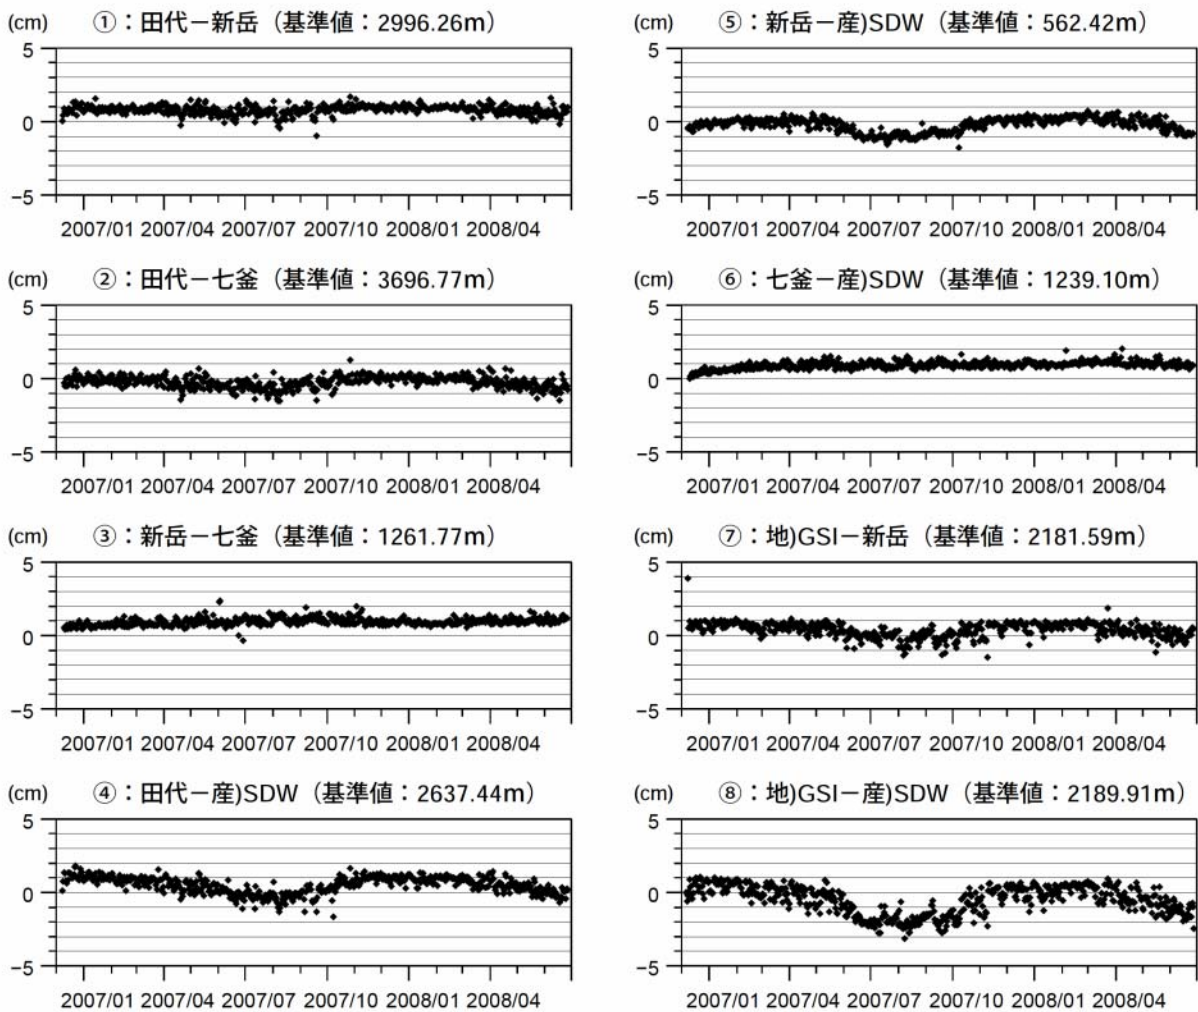 (cm) ①：田代－新岳（基準値：2996.26m）
5
0
−5
2007/01 2007/04 2007/07 2007/10 2008/01 2008/04
(cm) ②：田代－七釜（基準値：3696.77m）
5
0
−5
2007/01 2007/04 2007/07 2007/10 2008/01 2008/04
(cm) ③：新岳－七釜（基準値：1261.77m）
5
0
−5
2007/01 2007/04 2007/07 2007/10 2008/01 2008/04
(cm) ④：田代－産)SDW（基準値：2637.44m）
5
0
−5
2007/01 2007/04 2007/07 2007/10 2008/01 2008/04
(cm) ⑤：新岳－産)SDW（基準値：562.42m）
5
0
−5
2007/01 2007/04 2007/07 2007/10 2008/01 2008/04
(cm) ⑥：七釜－産)SDW（基準値：1239.10m）
5
0
−5
2007/01 2007/04 2007/07 2007/10 2008/01 2008/04
(cm) ⑦：地)GSI－新岳（基準値：2181.59m）
5
0
−5
2007/01 2007/04 2007/07 2007/10 2008/01 2008/04
(cm) ⑧：地)GSI－産)SDW（基準値：2189.91m）
5
0
−5
2007/01 2007/04 2007/07 2007/10 2008/01 2008/04